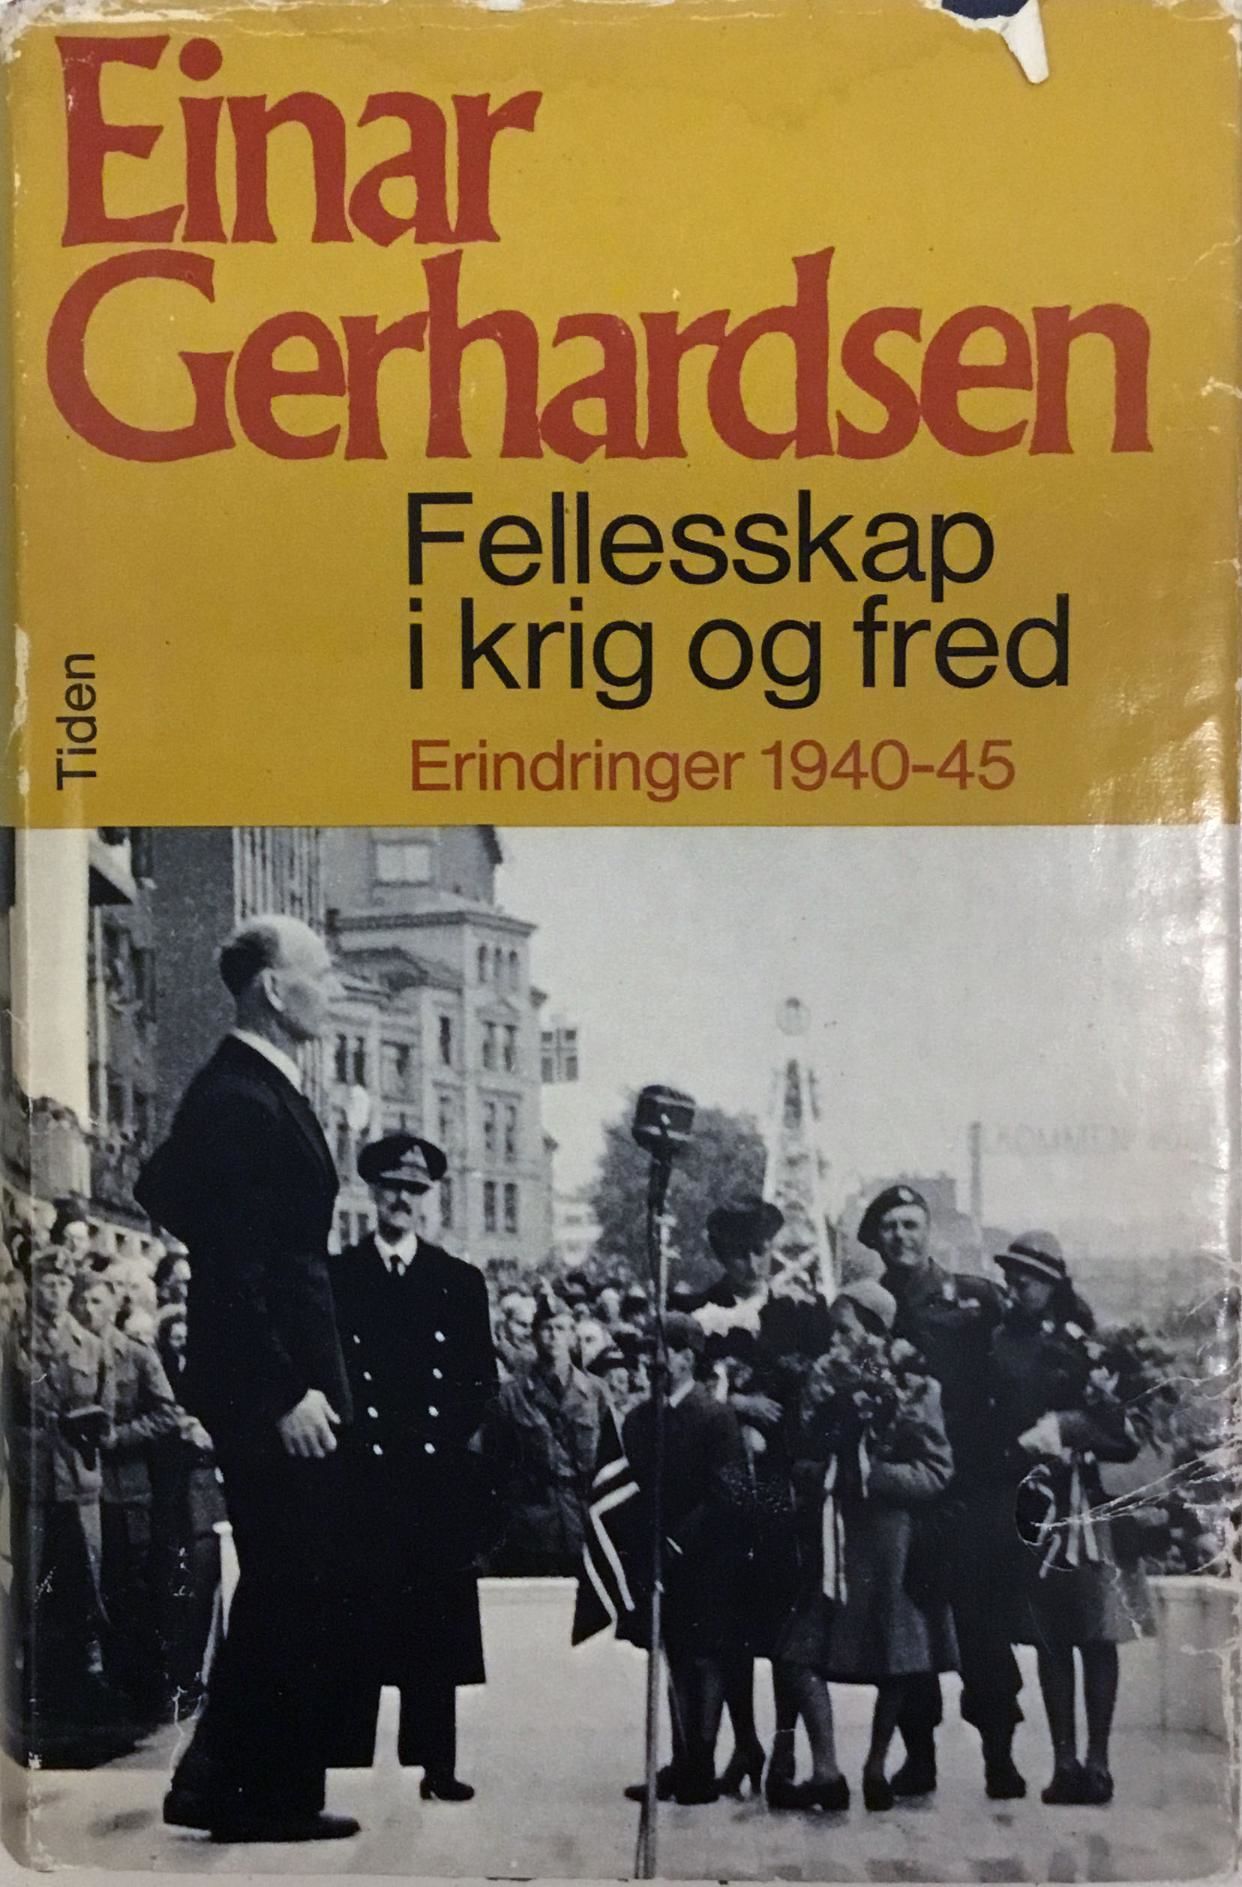 Einar
Gerhardsen
Fellesskap
i krig og fred
Erindringer 1940-45
Tiden